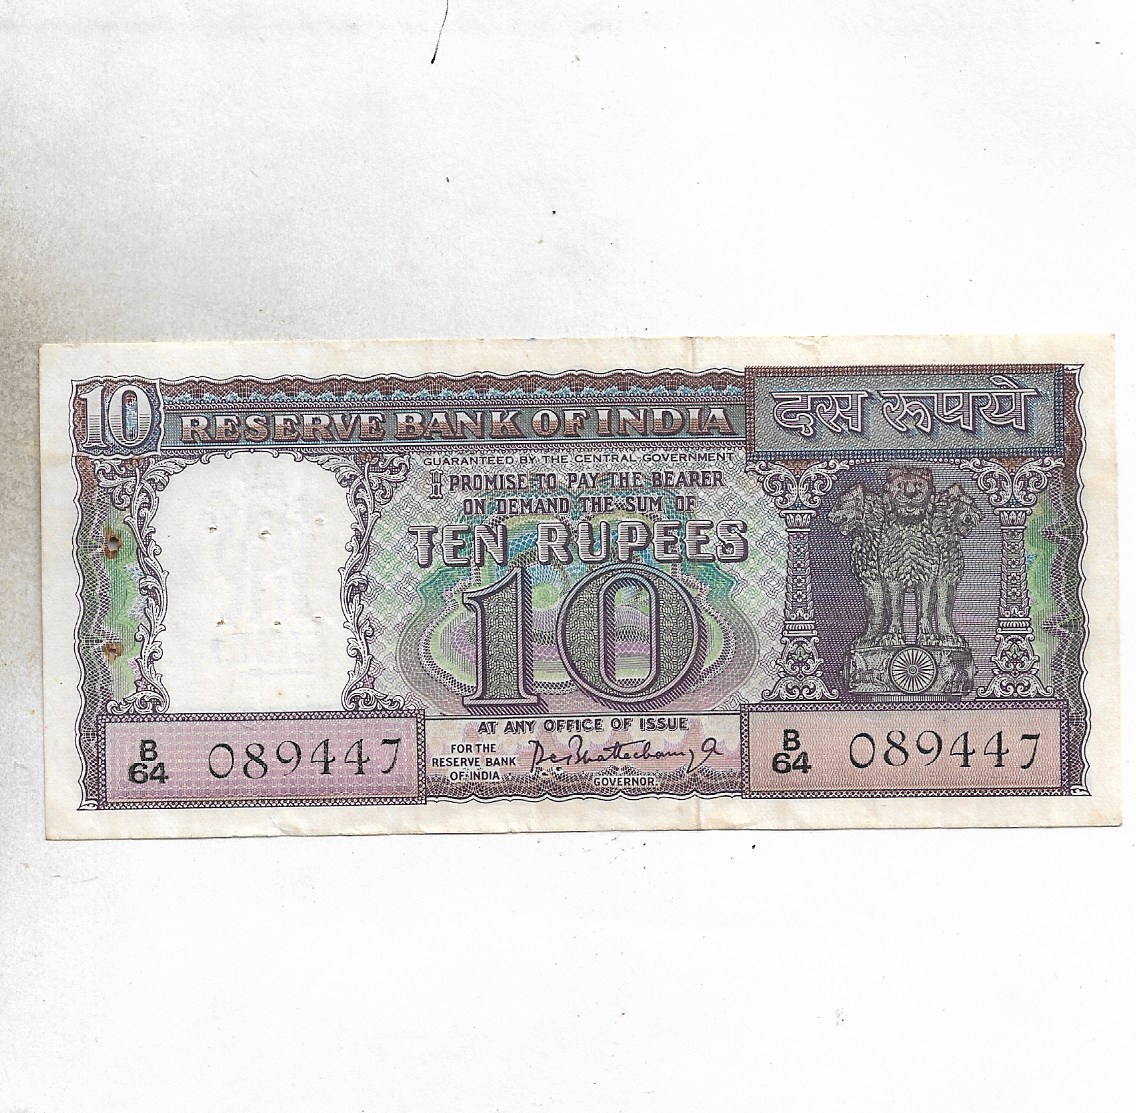 10
RESERVE BANK OF INDIA
दस रूपये
GUARANTEED BY THE CENTRAL GOVERNMENT
I PROMISE TO PAY THE BEARER
ON DEMAND THE SUM OF
TEN RUPEES
10
AT ANY OFFICE OF ISSUE
B
64 089447
FOR THE
RESERVE BANK
OF INDIA
GOVERNOR.
B
64 089447